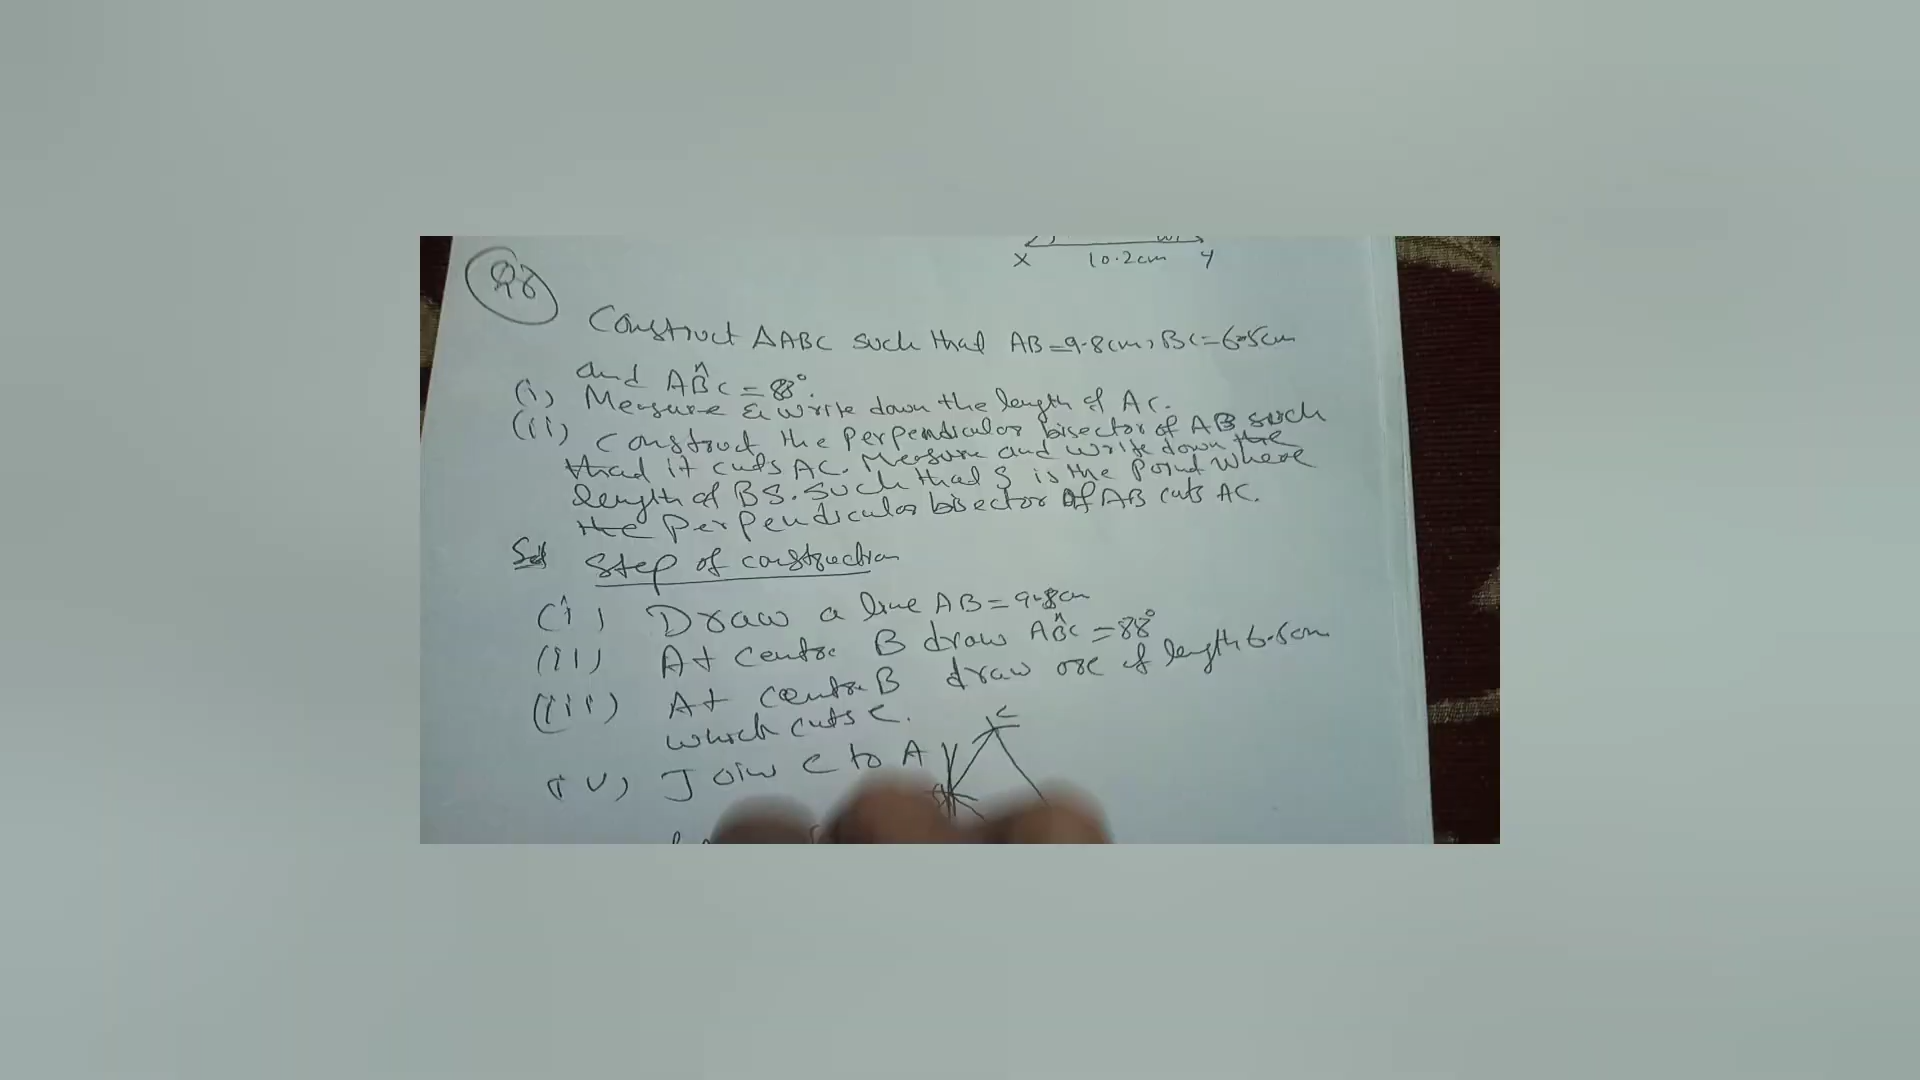 X 10.2cm Y
Q8
Construct ΔABC such that AB=9.8cm, BC=6.5cm
and AB̂C = 88°.
(i) Measure & write down the length of AC.
(ii) Construct the perpendicular bisector of AB such
that it cuts AC. Measure and write down the
length of BS. Such that S is the point where
the perpendicular bisector of AB cuts AC.
Sol Step of construction
(i) Draw a line AB = 9.8cm
(ii) At centre B draw AB̂C = 88°
(iii) At centre B draw arc of length 6.5cm
which cuts C.
(iv) Join C to A
C